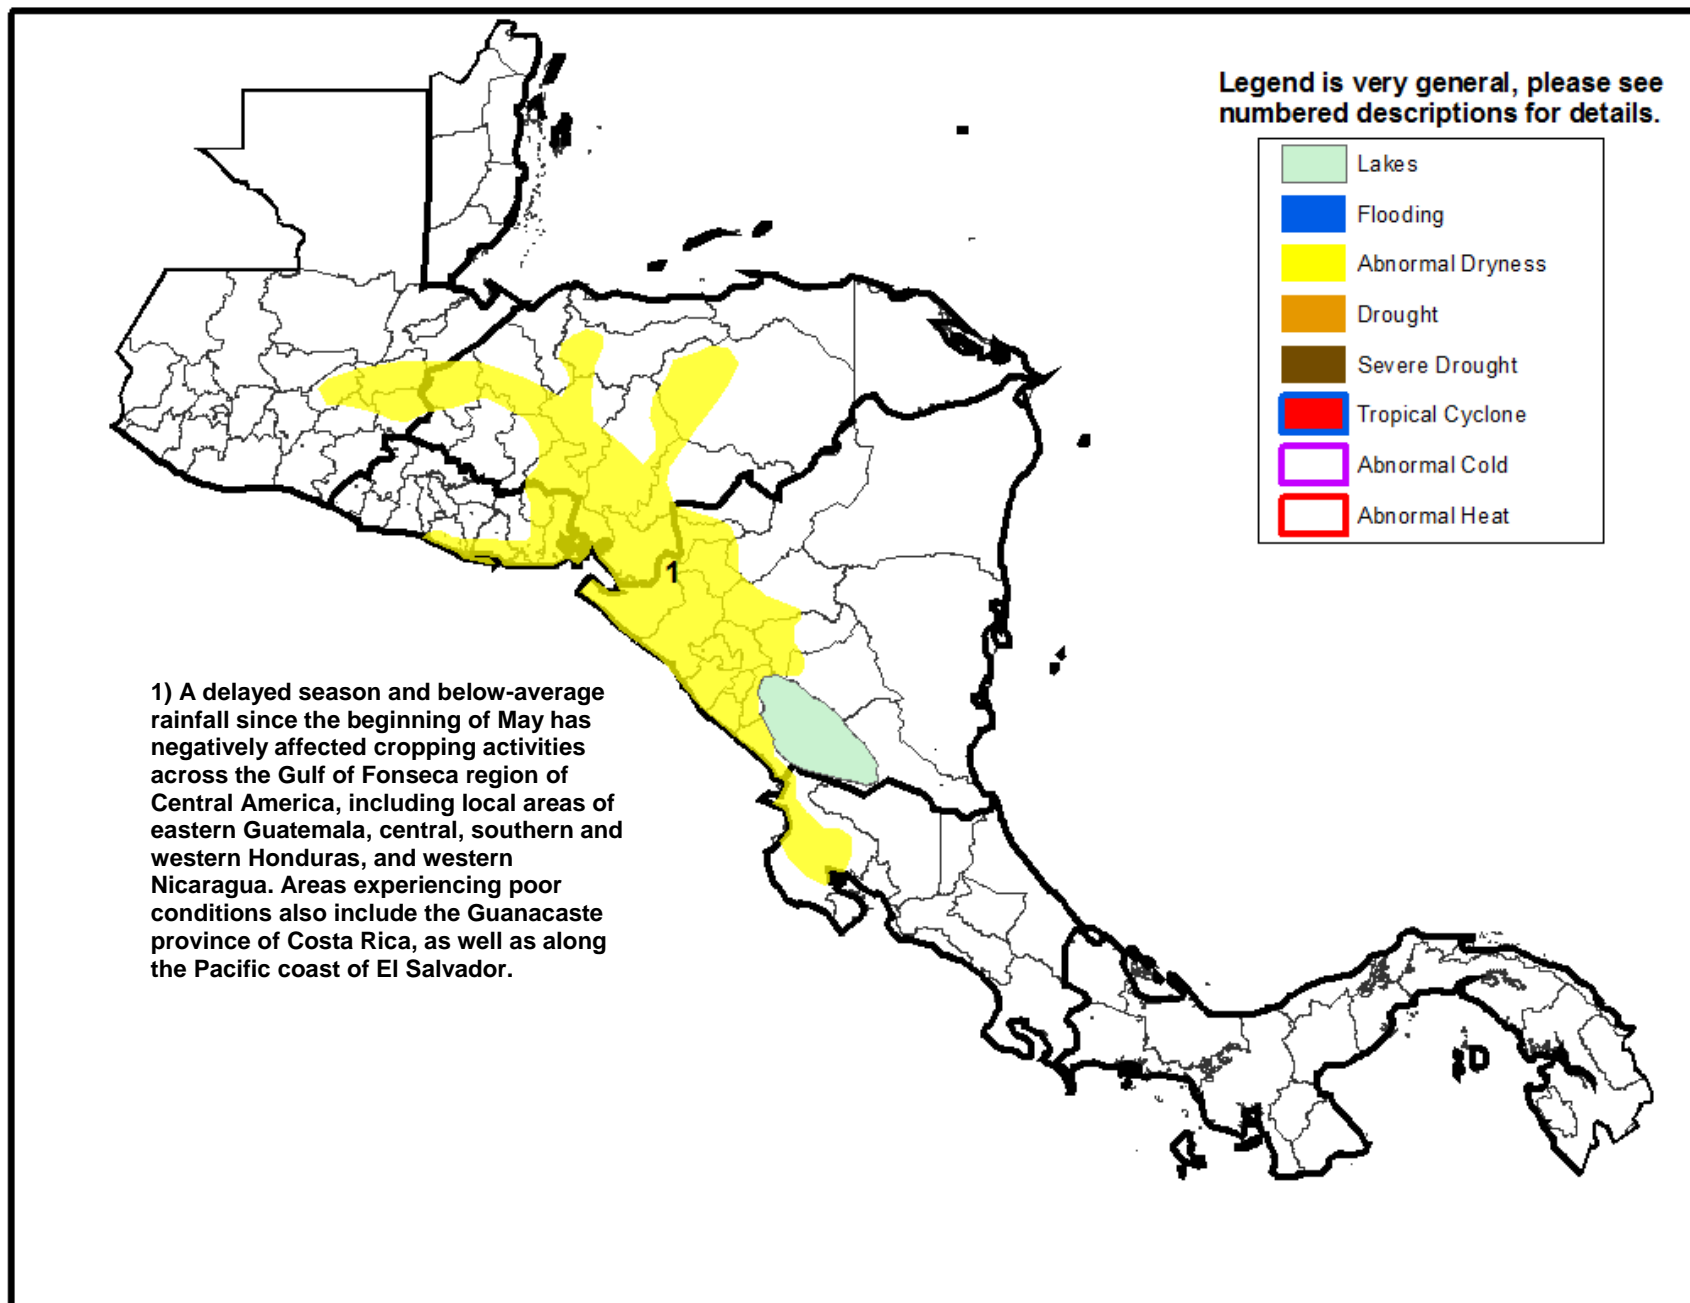 Legend is very general, please see
numbered descriptions for details.
Lakes
Flooding
Abnormal Dryness
Drought
Severe Drought
Tropical Cyclone
Abnormal Cold
Abnormal Heat
1
1) A delayed season and below-average
rainfall since the beginning of May has
negatively affected cropping activities
across the Gulf of Fonseca region of
Central America, including local areas of
eastern Guatemala, central, southern and
western Honduras, and western
Nicaragua. Areas experiencing poor
conditions also include the Guanacaste
province of Costa Rica, as well as along
the Pacific coast of El Salvador.